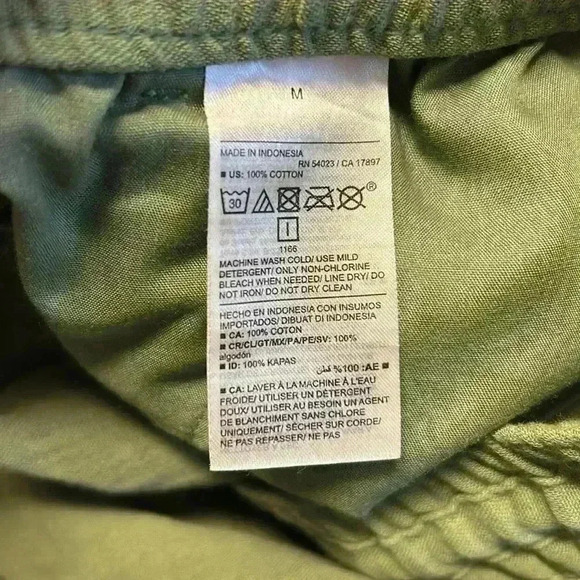 M
MADE IN INDONESIA
RN 54023 / CA 17897
■ US: 100% COTTON
30
®
I
1166
MACHINE WASH COLD/ USE MILD
DETERGENT/ ONLY NON-CHLORINE
BLEACH WHEN NEEDED/ LINE DRY/ DO
NOT IRON/ DO NOT DRY CLEAN
HECHO EN INDONESIA CON INSUMOS
IMPORTADOS/ DIBUAT DI INDONESIA
■ CA: 100% COTON
■ CR/CL/GT/MX/PA/PE/SV: 100%
algodón
■ ID: 100% KAPAS
AE: 100% قطن
■ CA: LAVER À LA MACHINE À L'EAU
FROIDE/ UTILISER UN DÉTERGENT
DOUX/ UTILISER AU BESOIN UN AGENT
DE BLANCHIMENT SANS CHLORE
UNIQUEMENT/ SÉCHER SUR CORDE/
NE PAS REPASSER/ NE PAS